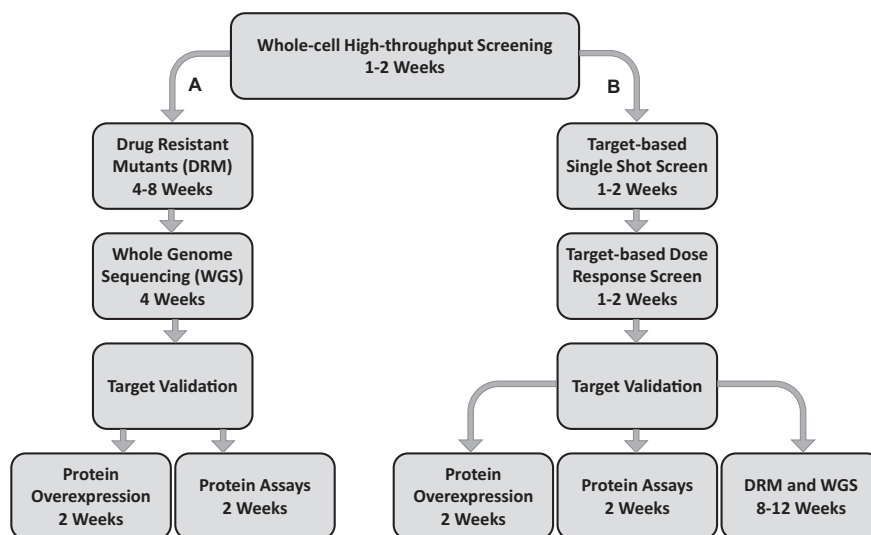 Whole-cell High-throughput Screening
1-2 Weeks
A
B
Drug Resistant
Mutants (DRM)
4-8 Weeks
Target-based
Single Shot Screen
1-2 Weeks
Whole Genome
Sequencing (WGS)
4 Weeks
Target-based Dose
Response Screen
1-2 Weeks
Target Validation
Target Validation
Protein
Overexpression
2 Weeks
Protein Assays
2 Weeks
Protein
Overexpression
2 Weeks
Protein Assays
2 Weeks
DRM and WGS
8-12 Weeks